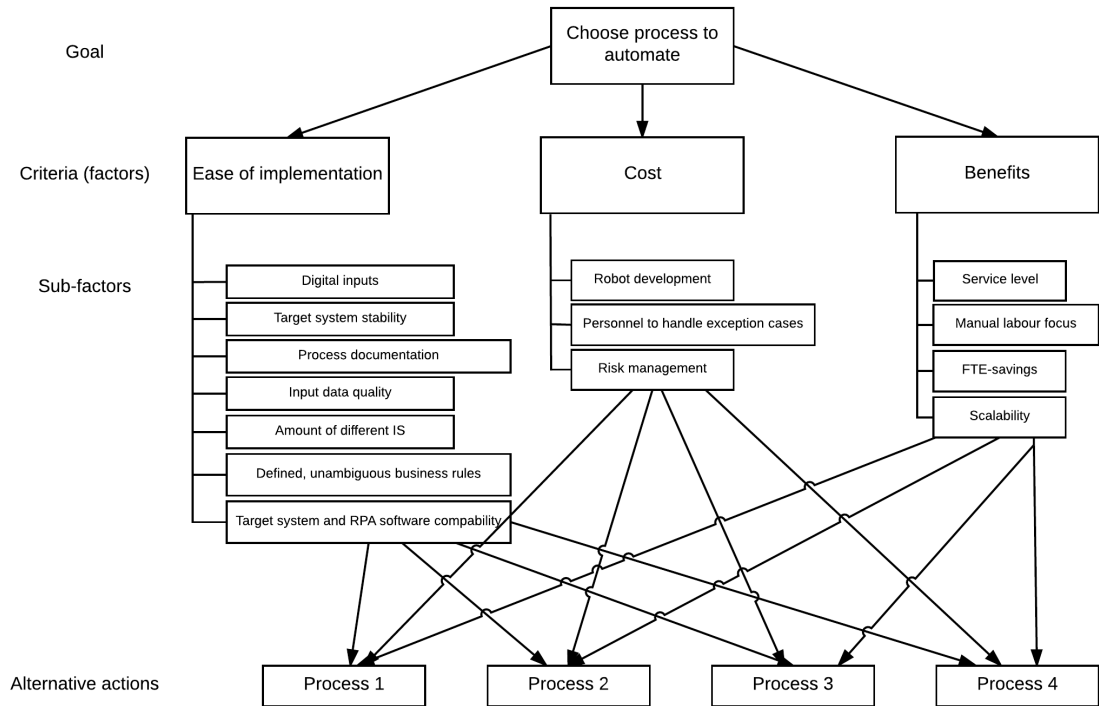 Goal
Choose process to
automate
Criteria (factors)
Ease of implementation
Cost
Benefits
Sub-factors
Digital inputs
Target system stability
Process documentation
Input data quality
Amount of different IS
Defined, unambiguous business rules
Target system and RPA software compability
Robot development
Personnel to handle exception cases
Risk management
Service level
Manual labour focus
FTE-savings
Scalability
Alternative actions
Process 1
Process 2
Process 3
Process 4